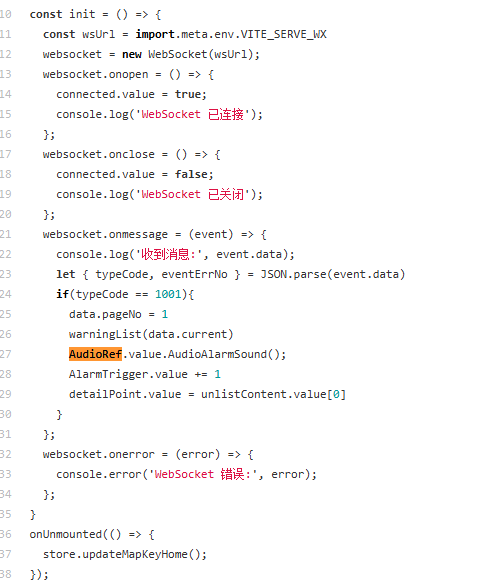 10 const init = () => {
11 const wsUrl = import.meta.env.VITE_SERVE_WX
12 websocket = new WebSocket(wsUrl);
13 websocket.onopen = () => {
14 connected.value = true;
15 console.log('WebSocket 已连接');
16 };
17 websocket.onclose = () => {
18 connected.value = false;
19 console.log('WebSocket 已关闭');
20 };
21 websocket.onmessage = (event) => {
22 console.log('收到消息:', event.data);
23 let { typeCode, eventErrNo } = JSON.parse(event.data)
24 if(typeCode == 1001){
25 data.pageNo = 1
26 warningList(data.current)
27 AudioRef.value.AudioAlarmSound();
28 AlarmTrigger.value += 1
29 detailPoint.value = unlistContent.value[0]
30 }
31 };
32 websocket.onerror = (error) => {
33 console.error('WebSocket 错误:', error);
34 };
35 }
36 onUnmounted(() => {
37 store.updateMapKeyHome();
38 });